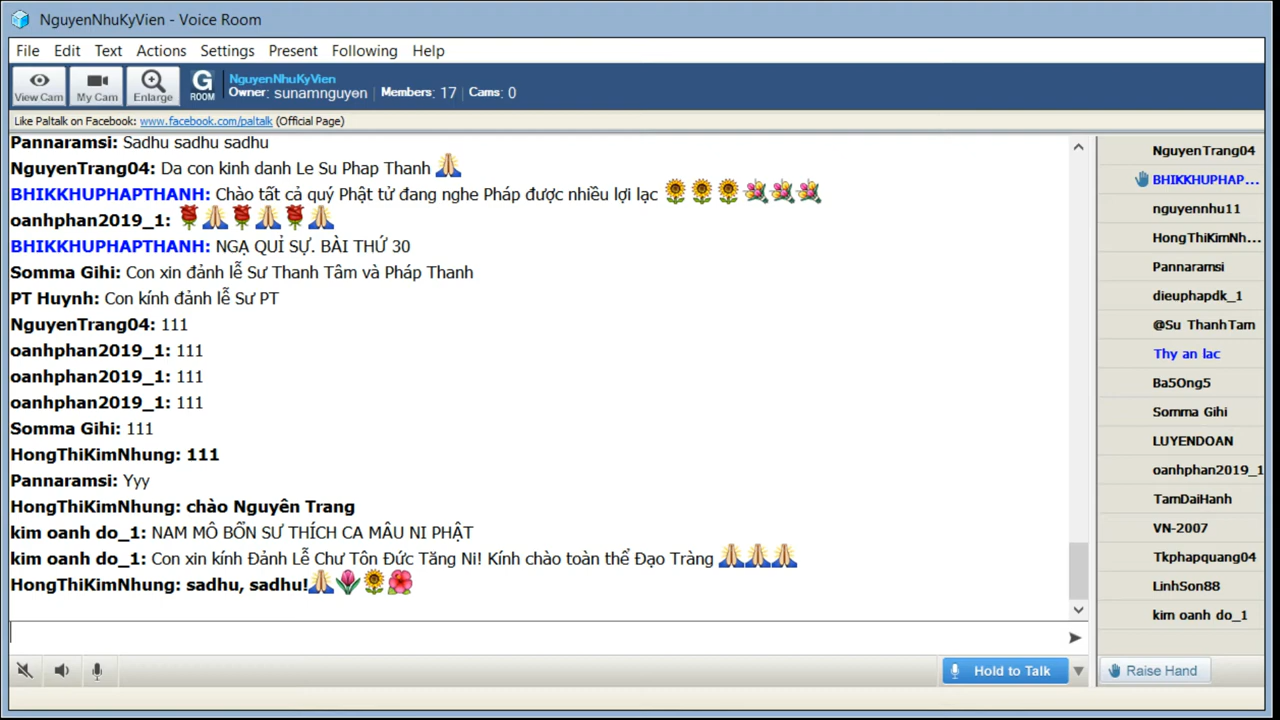 NguyenNhuKyVien - Voice Room
File Edit Text Actions Settings Present Following Help
View Cam My Cam Enlarge G ROOM
NguyenNhuKyVien
Owner: sunamnguyen Members: 17 Cams: 0
Like Paltalk on Facebook: www.facebook.com/paltalk (Official Page)
Pannaramsi: Sadhu sadhu sadhu
NguyenTrang04: Da con kinh danh Le Su Phap Thanh 🙏
BHIKKHUPHAPTHANH: Chào tất cả quý Phật tử đang nghe Pháp được nhiều lợi lạc 🌻🌻🌻💐💐💐
oanhphan2019_1: 🌹🙏🌹🙏🌹🙏
BHIKKHUPHAPTHANH: NGẠ QUỈ SỰ. BÀI THỨ 30
Somma Gihi: Con xin đảnh lễ Sư Thanh Tâm và Pháp Thanh
PT Huynh: Con kính đảnh lễ Sư PT
NguyenTrang04: 111
oanhphan2019_1: 111
oanhphan2019_1: 111
oanhphan2019_1: 111
Somma Gihi: 111
HongThiKimNhung: 111
Pannaramsi: Yyy
HongThiKimNhung: chào Nguyên Trang
kim oanh do_1: NAM MÔ BỔN SƯ THÍCH CA MÂU NI PHẬT
kim oanh do_1: Con xin kính Đảnh Lễ Chư Tôn Đức Tăng Ni! Kính chào toàn thể Đạo Tràng 🙏🙏🙏
HongThiKimNhung: sadhu, sadhu!🙏🌷🌻🌺
NguyenTrang04
BHIKKHUPHAP...
nguyennhu11
HongThiKimNh...
Pannaramsi
dieuphapdk_1
@Su ThanhTam
Thy an lac
Ba5Ong5
Somma Gihi
LUYENDOAN
oanhphan2019_1
TamDaiHanh
VN-2007
Tkphapquang04
LinhSon88
kim oanh do_1
Hold to Talk
Raise Hand